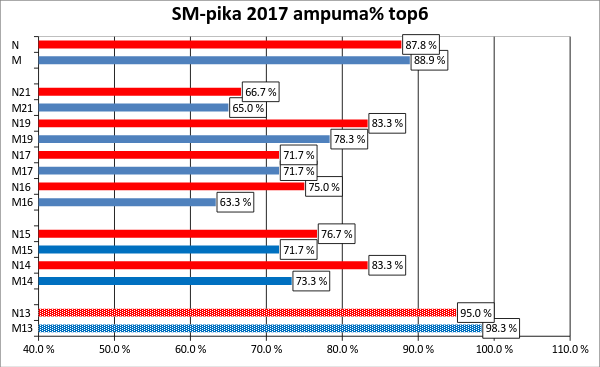 SM-pika 2017 ampuma% top6
N 87.8 %
M 88.9 %
N21 66.7 %
M21 65.0 %
N19 83.3 %
M19 78.3 %
N17 71.7 %
M17 71.7 %
N16 75.0 %
M16 63.3 %
N15 76.7 %
M15 71.7 %
N14 83.3 %
M14 73.3 %
N13 95.0 %
M13 98.3 %
40.0 % 50.0 % 60.0 % 70.0 % 80.0 % 90.0 % 100.0 % 110.0 %